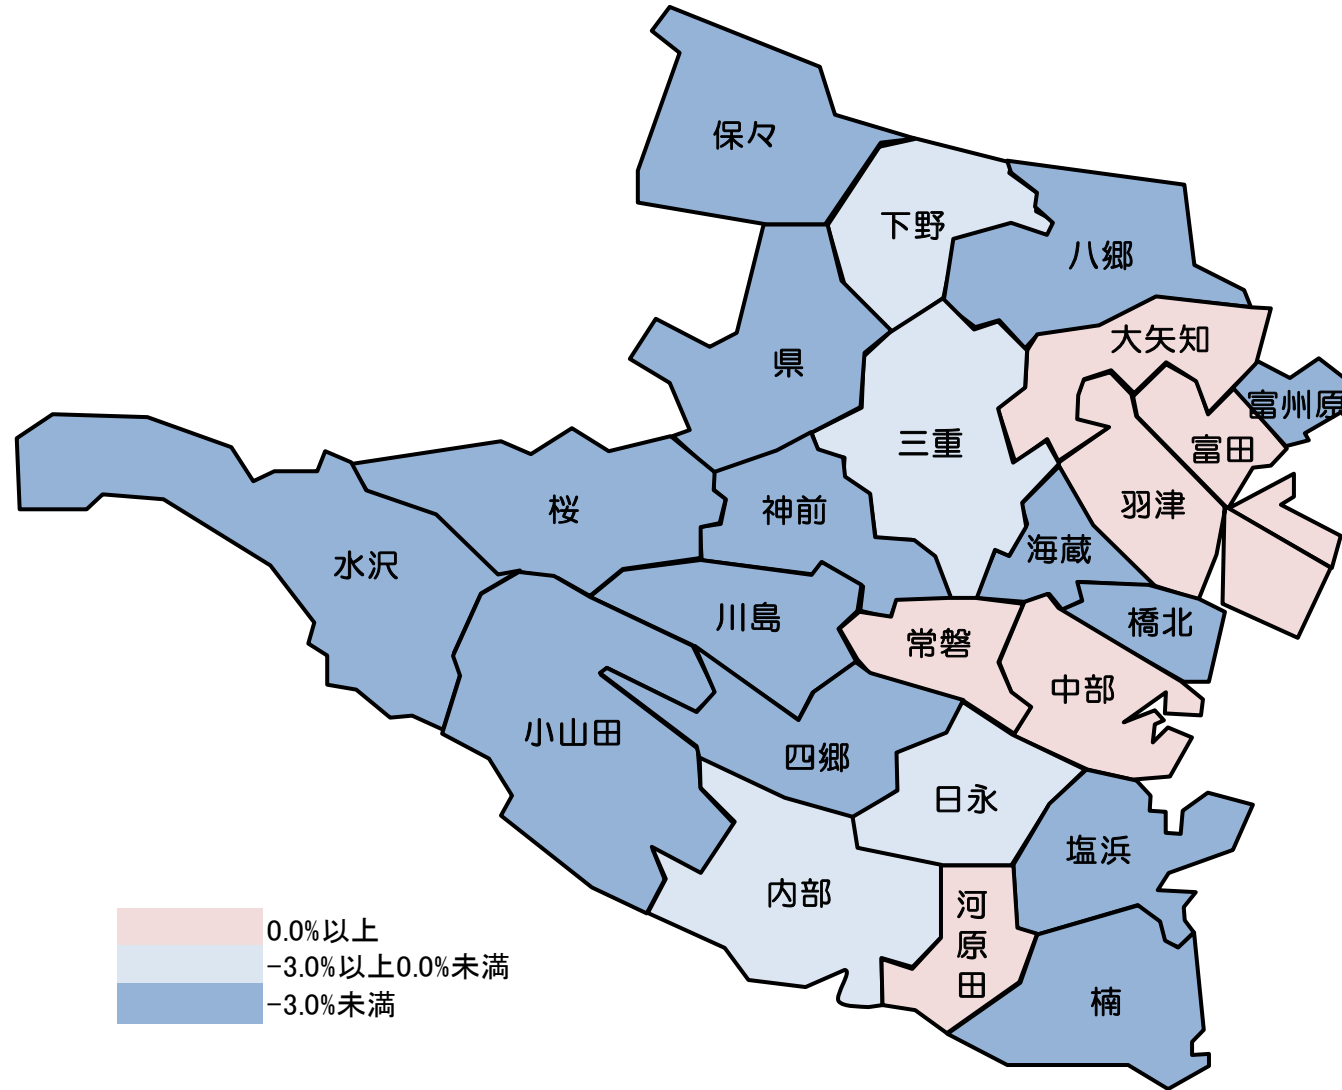 保々
下野
八郷
大矢知
県
富州原
三重
富田
桜
神前
羽津
水沢
海蔵
川島
橋北
常磐
中部
小山田
四郷
日永
塩浜
内部
河原田
楠
0.0%以上
-3.0%以上0.0%未満
-3.0%未満